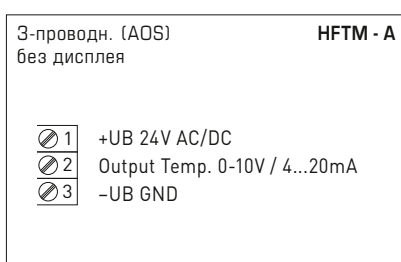 3-проводн. (AOS) HFTM - A
без дисплея
1 +UB 24V AC/DC
2 Output Temp. 0-10V / 4...20mA
3 –UB GND